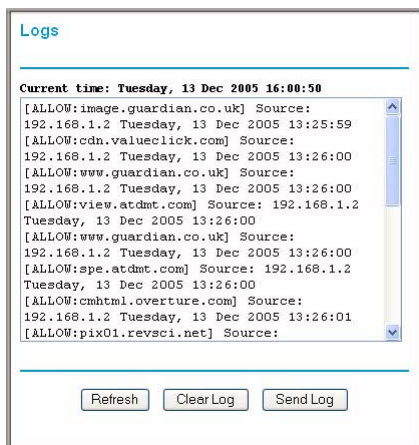 Logs
Current time: Tuesday, 13 Dec 2005 16:00:50
[ALLOW:image.guardian.co.uk] Source:
192.168.1.2 Tuesday, 13 Dec 2005 13:25:59
[ALLOW:cdn.valueclick.com] Source:
192.168.1.2 Tuesday, 13 Dec 2005 13:26:00
[ALLOW:www.guardian.co.uk] Source:
192.168.1.2 Tuesday, 13 Dec 2005 13:26:00
[ALLOW:view.atdmt.com] Source: 192.168.1.2
Tuesday, 13 Dec 2005 13:26:00
[ALLOW:www.guardian.co.uk] Source:
192.168.1.2 Tuesday, 13 Dec 2005 13:26:00
[ALLOW:spe.atdmt.com] Source: 192.168.1.2
Tuesday, 13 Dec 2005 13:26:00
[ALLOW:cmhtml.overture.com] Source:
192.168.1.2 Tuesday, 13 Dec 2005 13:26:01
[ALLOW:pix01.revsci.net] Source:
Refresh Clear Log Send Log